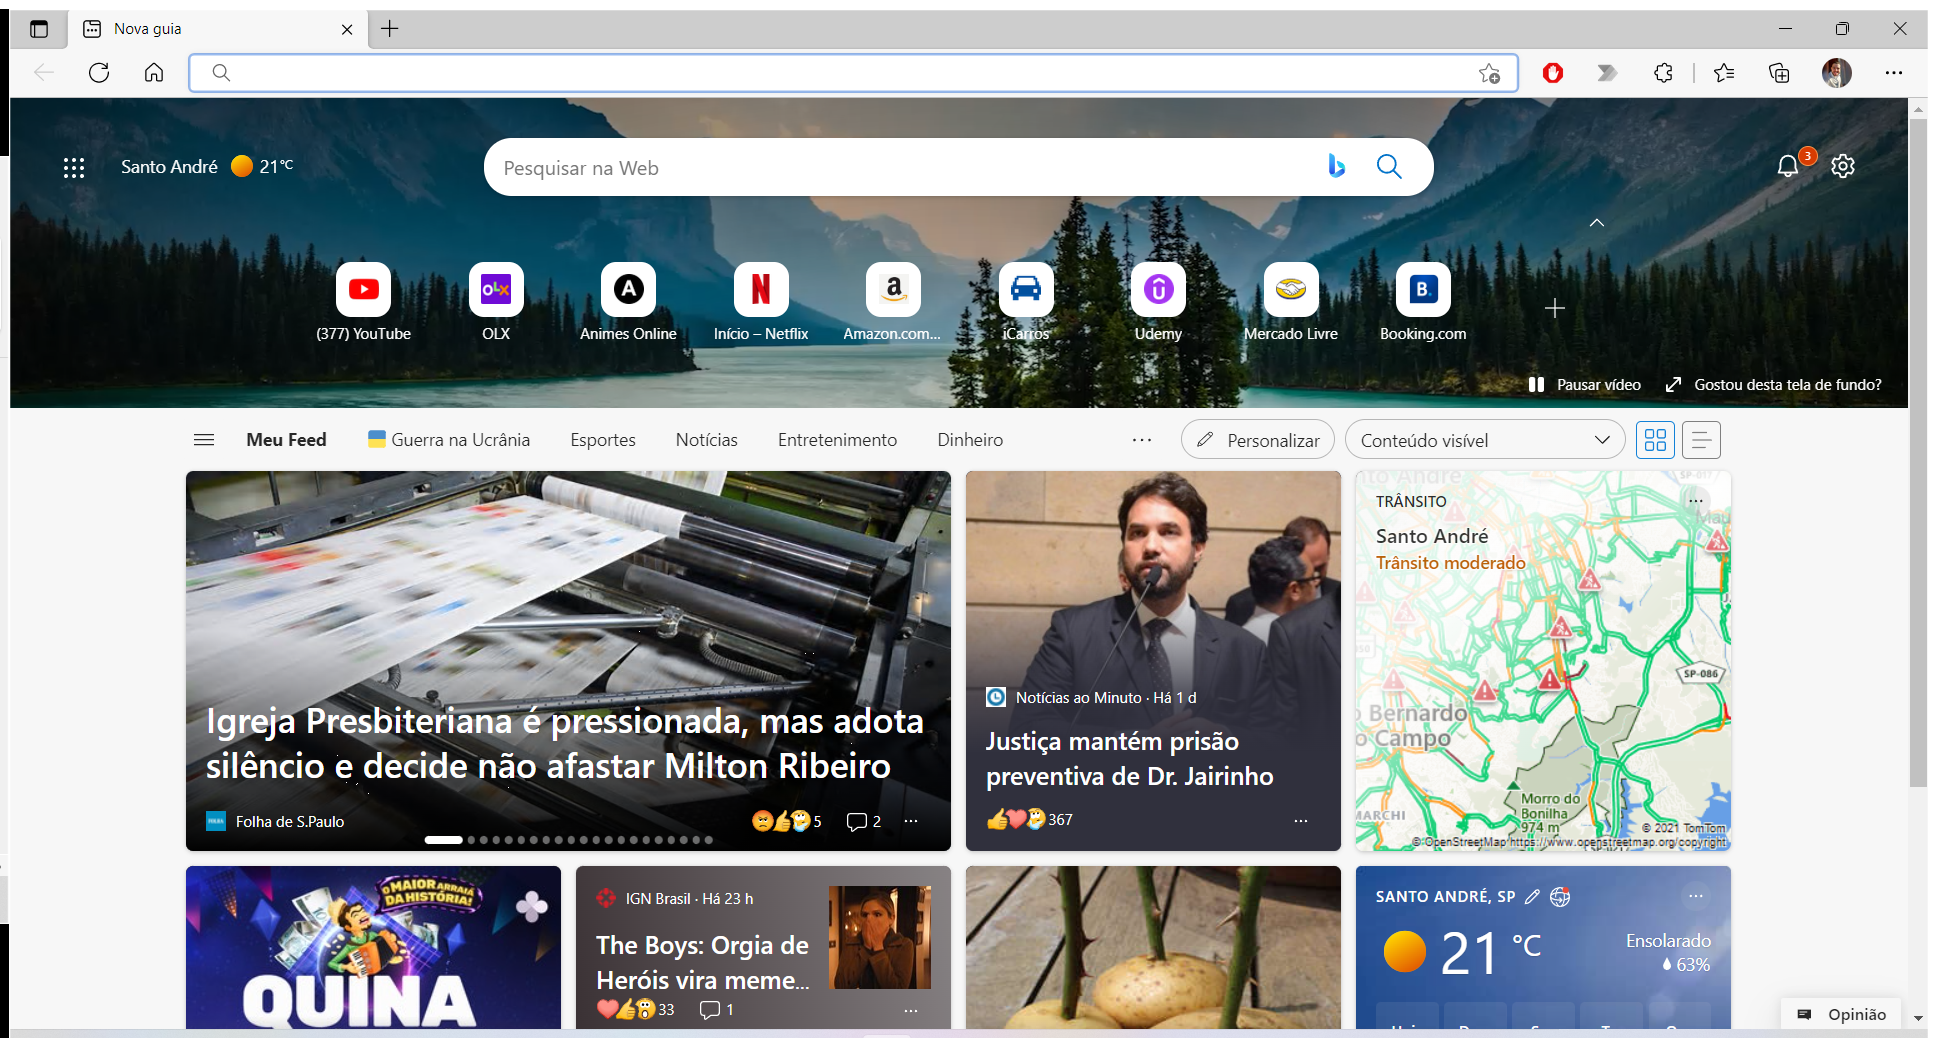 Nova guia
Santo André 21°C
Pesquisar na Web
3
(377) YouTube
OLX
Animes Online
Início – Netflix
Amazon.com...
iCarros
Udemy
Mercado Livre
Booking.com
Pausar vídeo
Gostou desta tela de fundo?
Meu Feed
Guerra na Ucrânia
Esportes
Notícias
Entretenimento
Dinheiro
Personalizar
Conteúdo visível
Igreja Presbiteriana é pressionada, mas adota
silêncio e decide não afastar Milton Ribeiro
Folha de S.Paulo
5
2
Notícias ao Minuto · Há 1 d
Justiça mantém prisão
preventiva de Dr. Jairinho
367
TRÂNSITO
Santo André
Trânsito moderado
SP-086
Bernardo
Campo
Morro do
Bonilha
974 m
MARCHI
© 2021 TomTom
© OpenStreetMap https://www.openstreetmap.org/copyright
O MAIOR ARRAIÁ
DA HISTÓRIA!
QUINA
IGN Brasil · Há 23 h
The Boys: Orgia de
Heróis vira meme...
33
1
SANTO ANDRÉ, SP
21 °C
Ensolarado
63%
Opinião